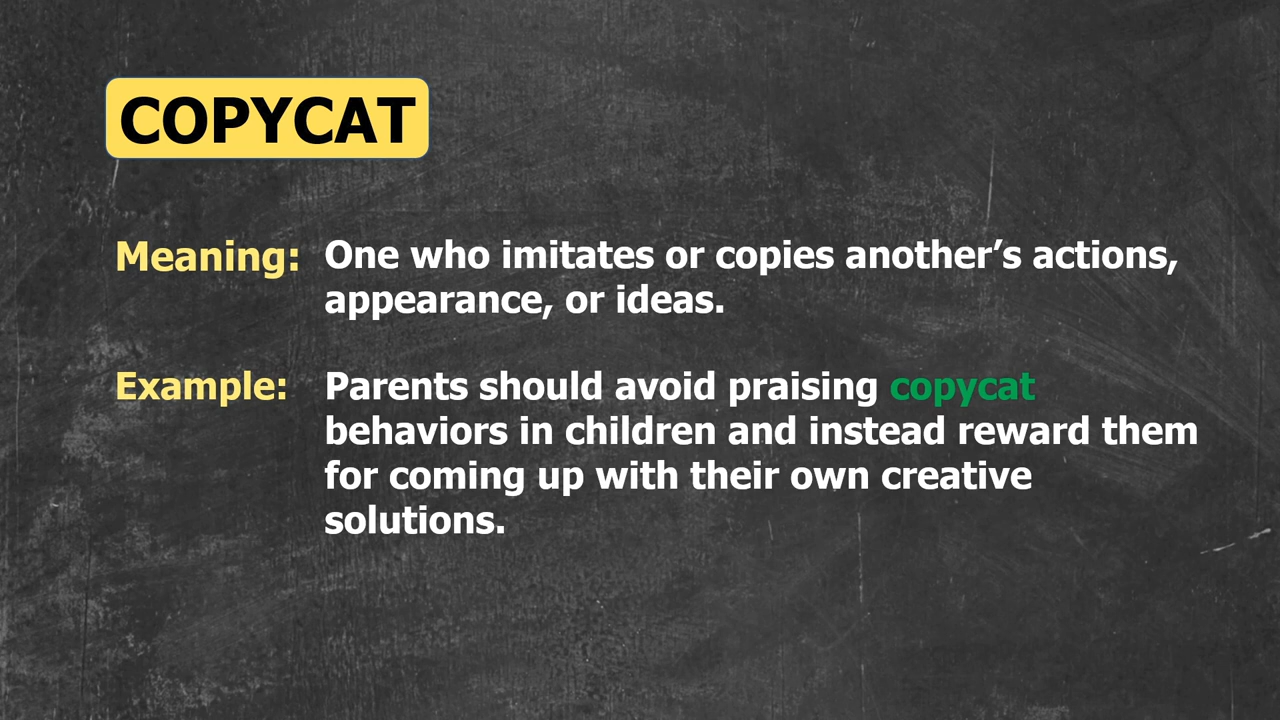 COPYCAT
Meaning: One who imitates or copies another’s actions,
appearance, or ideas.
Example: Parents should avoid praising copycat
behaviors in children and instead reward them
for coming up with their own creative
solutions.